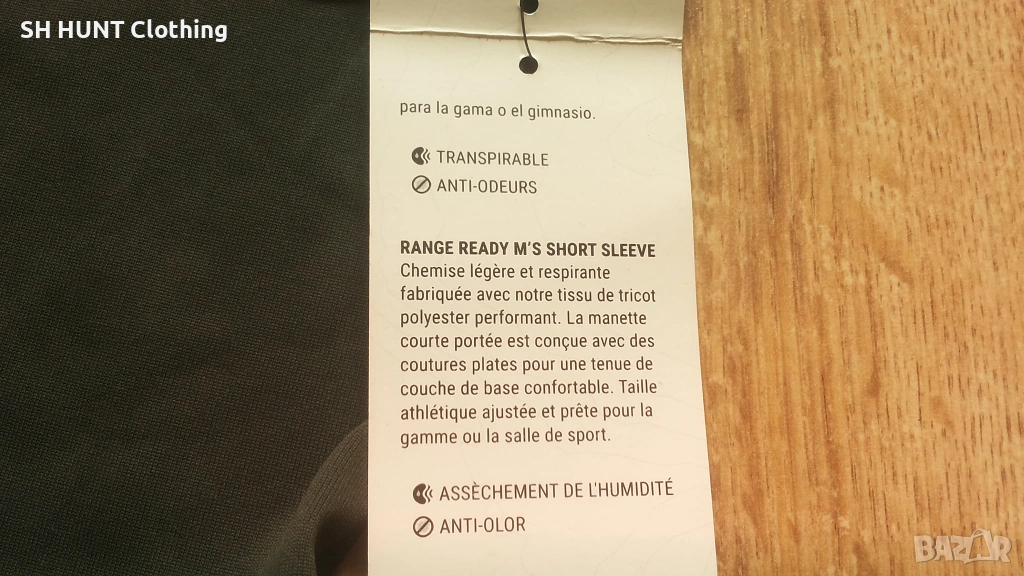 SH HUNT Clothing
para la gama o el gimnasio.
TRANSPIRABLE
ANTI-ODEURS
RANGE READY M'S SHORT SLEEVE
Chemise légère et respirante
fabriquée avec notre tissu de tricot
polyester performant. La manette
courte portée est conçue avec des
coutures plates pour une tenue de
couche de base confortable. Taille
athlétique ajustée et prête pour la
gamme ou la salle de sport.
ASSÈCHEMENT DE L'HUMIDITÉ
ANTI-OLOR
BAZAR